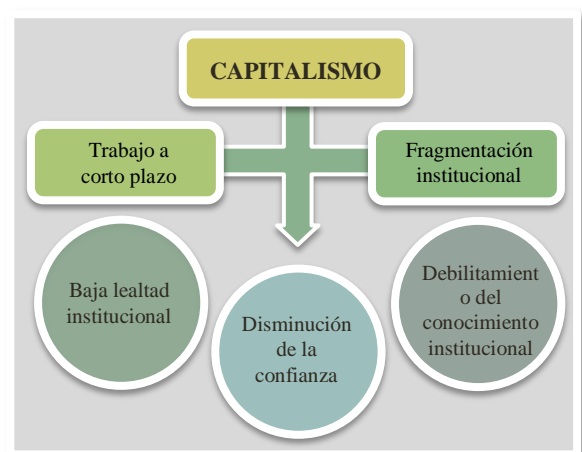 CAPITALISMO
Trabajo a
corto plazo
Fragmentación
institucional
Baja lealtad
institucional
Disminución
de la
confianza
Debilitamient
o del
conocimiento
institucional